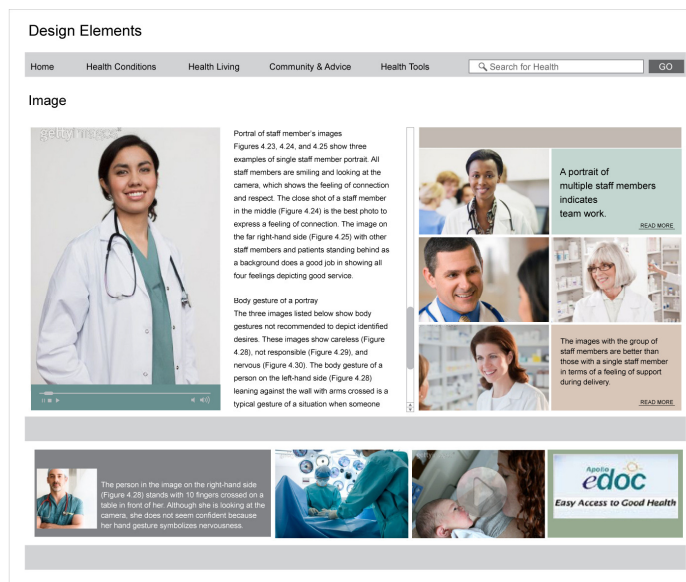 Design Elements
Home Health Conditions Health Living Community & Advice Health Tools Search for Health GO
Image
gettyimages
Portral of staff member's images
Figures 4.23, 4.24, and 4.25 show three
examples of single staff member portrait. All
staff members are smiling and looking at the
camera, which shows the feeling of connection
and respect. The close shot of a staff member
in the middle (Figure 4.24) is the best photo to
express a feeling of connection. The image on
the far right-hand side (Figure 4.25) with other
staff members and patients standing behind as
a background does a good job in showing all
four feelings depicting good service.
Body gesture of a portray
The three images listed below show body
gestures not recommended to depict identified
desires. These images show careless (Figure
4.28), not responsible (Figure 4.29), and
nervous (Figure 4.30). The body gesture of a
person on the left-hand side (Figure 4.28)
leaning against the wall with arms crossed is a
typical gesture of a situation when someone
A portrait of
multiple staff members
indicates
team work.
READ MORE
The images with the group of
staff members are better than
those with a single staff member
in terms of a feeling of support
during delivery.
READ MORE
The person in the image on the right-hand side
(Figure 4.28) stands with 10 fingers crossed on a
table in front of her. Although she is looking at the
camera, she does not seem confident because
her hand gesture symbolizes nervousness.
getty
Apollo
edoc
Easy Access to Good Health